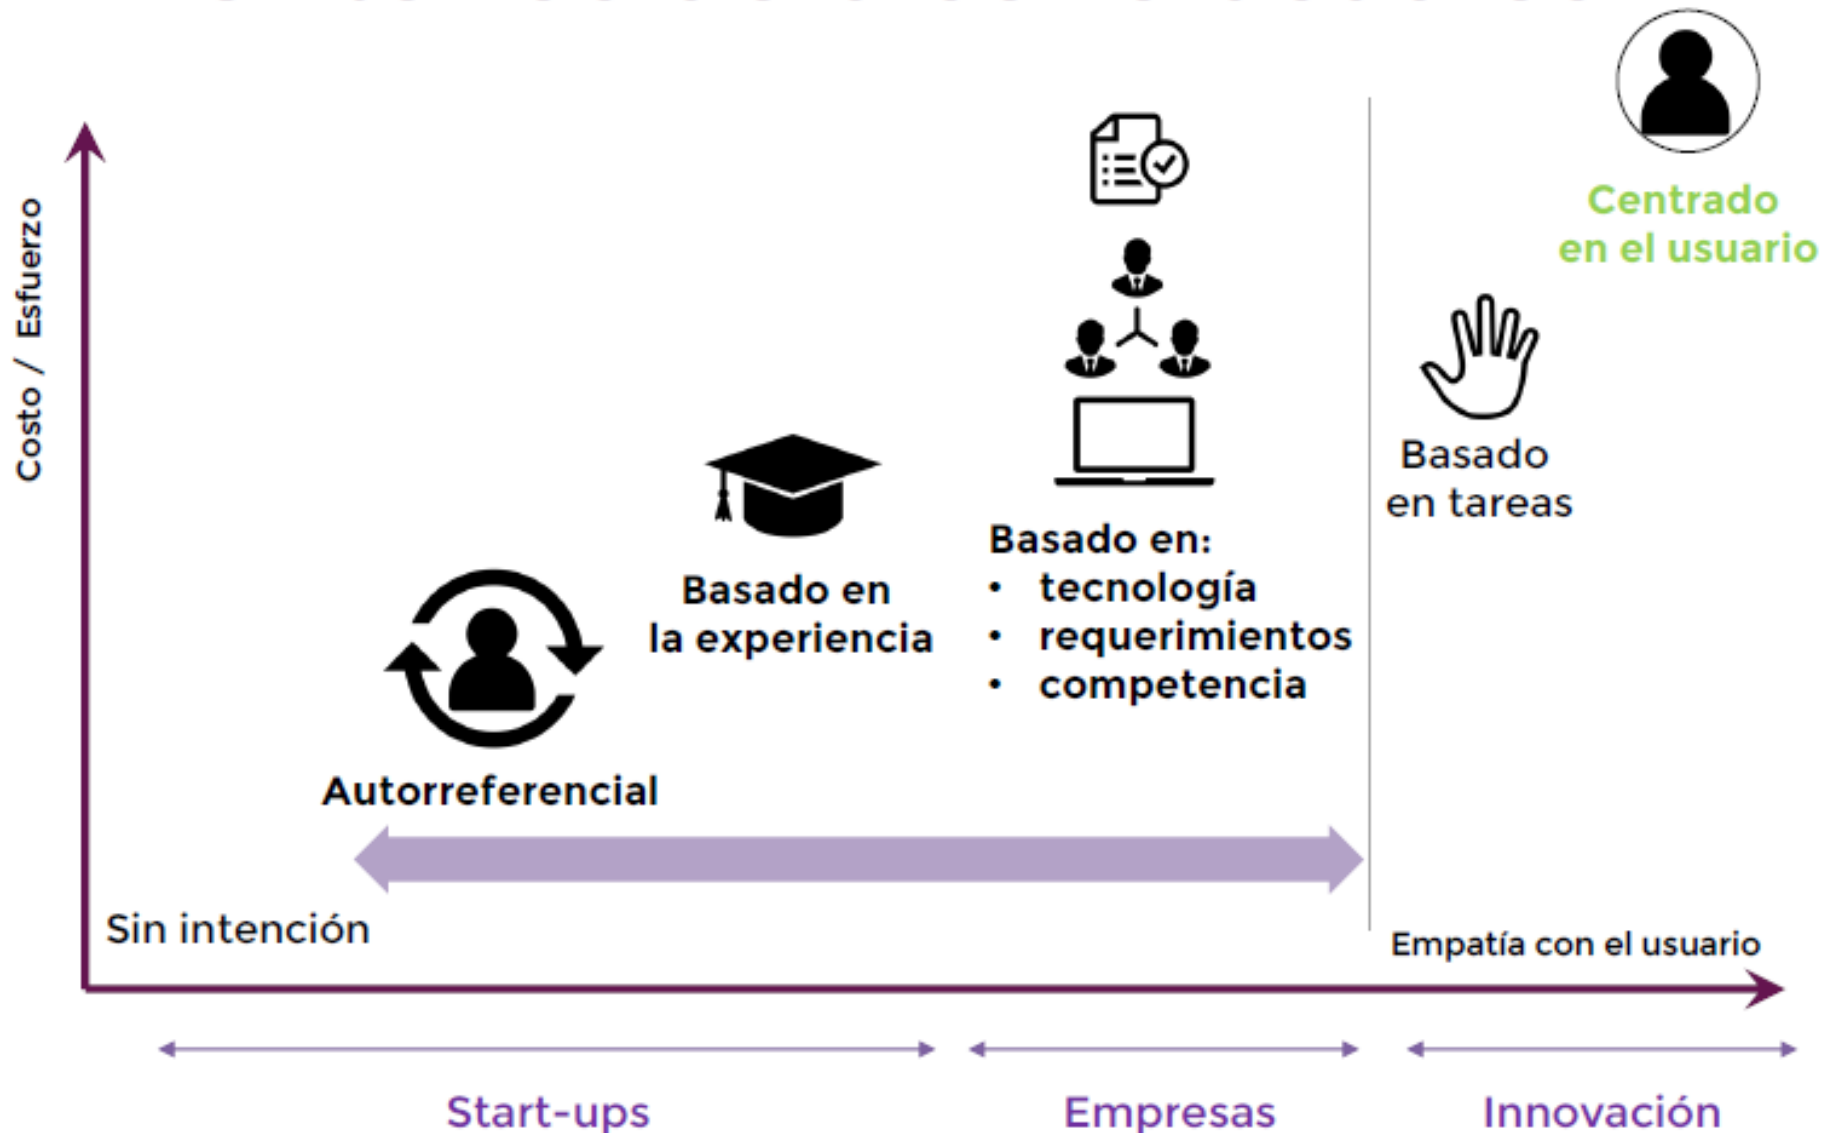 Centrado
en el usuario
Costo / Esfuerzo
Basado
en tareas
Basado en:
• tecnología
• requerimientos
• competencia
Basado en
la experiencia
Autorreferencial
Sin intención
Empatía con el usuario
Start-ups
Empresas
Innovación